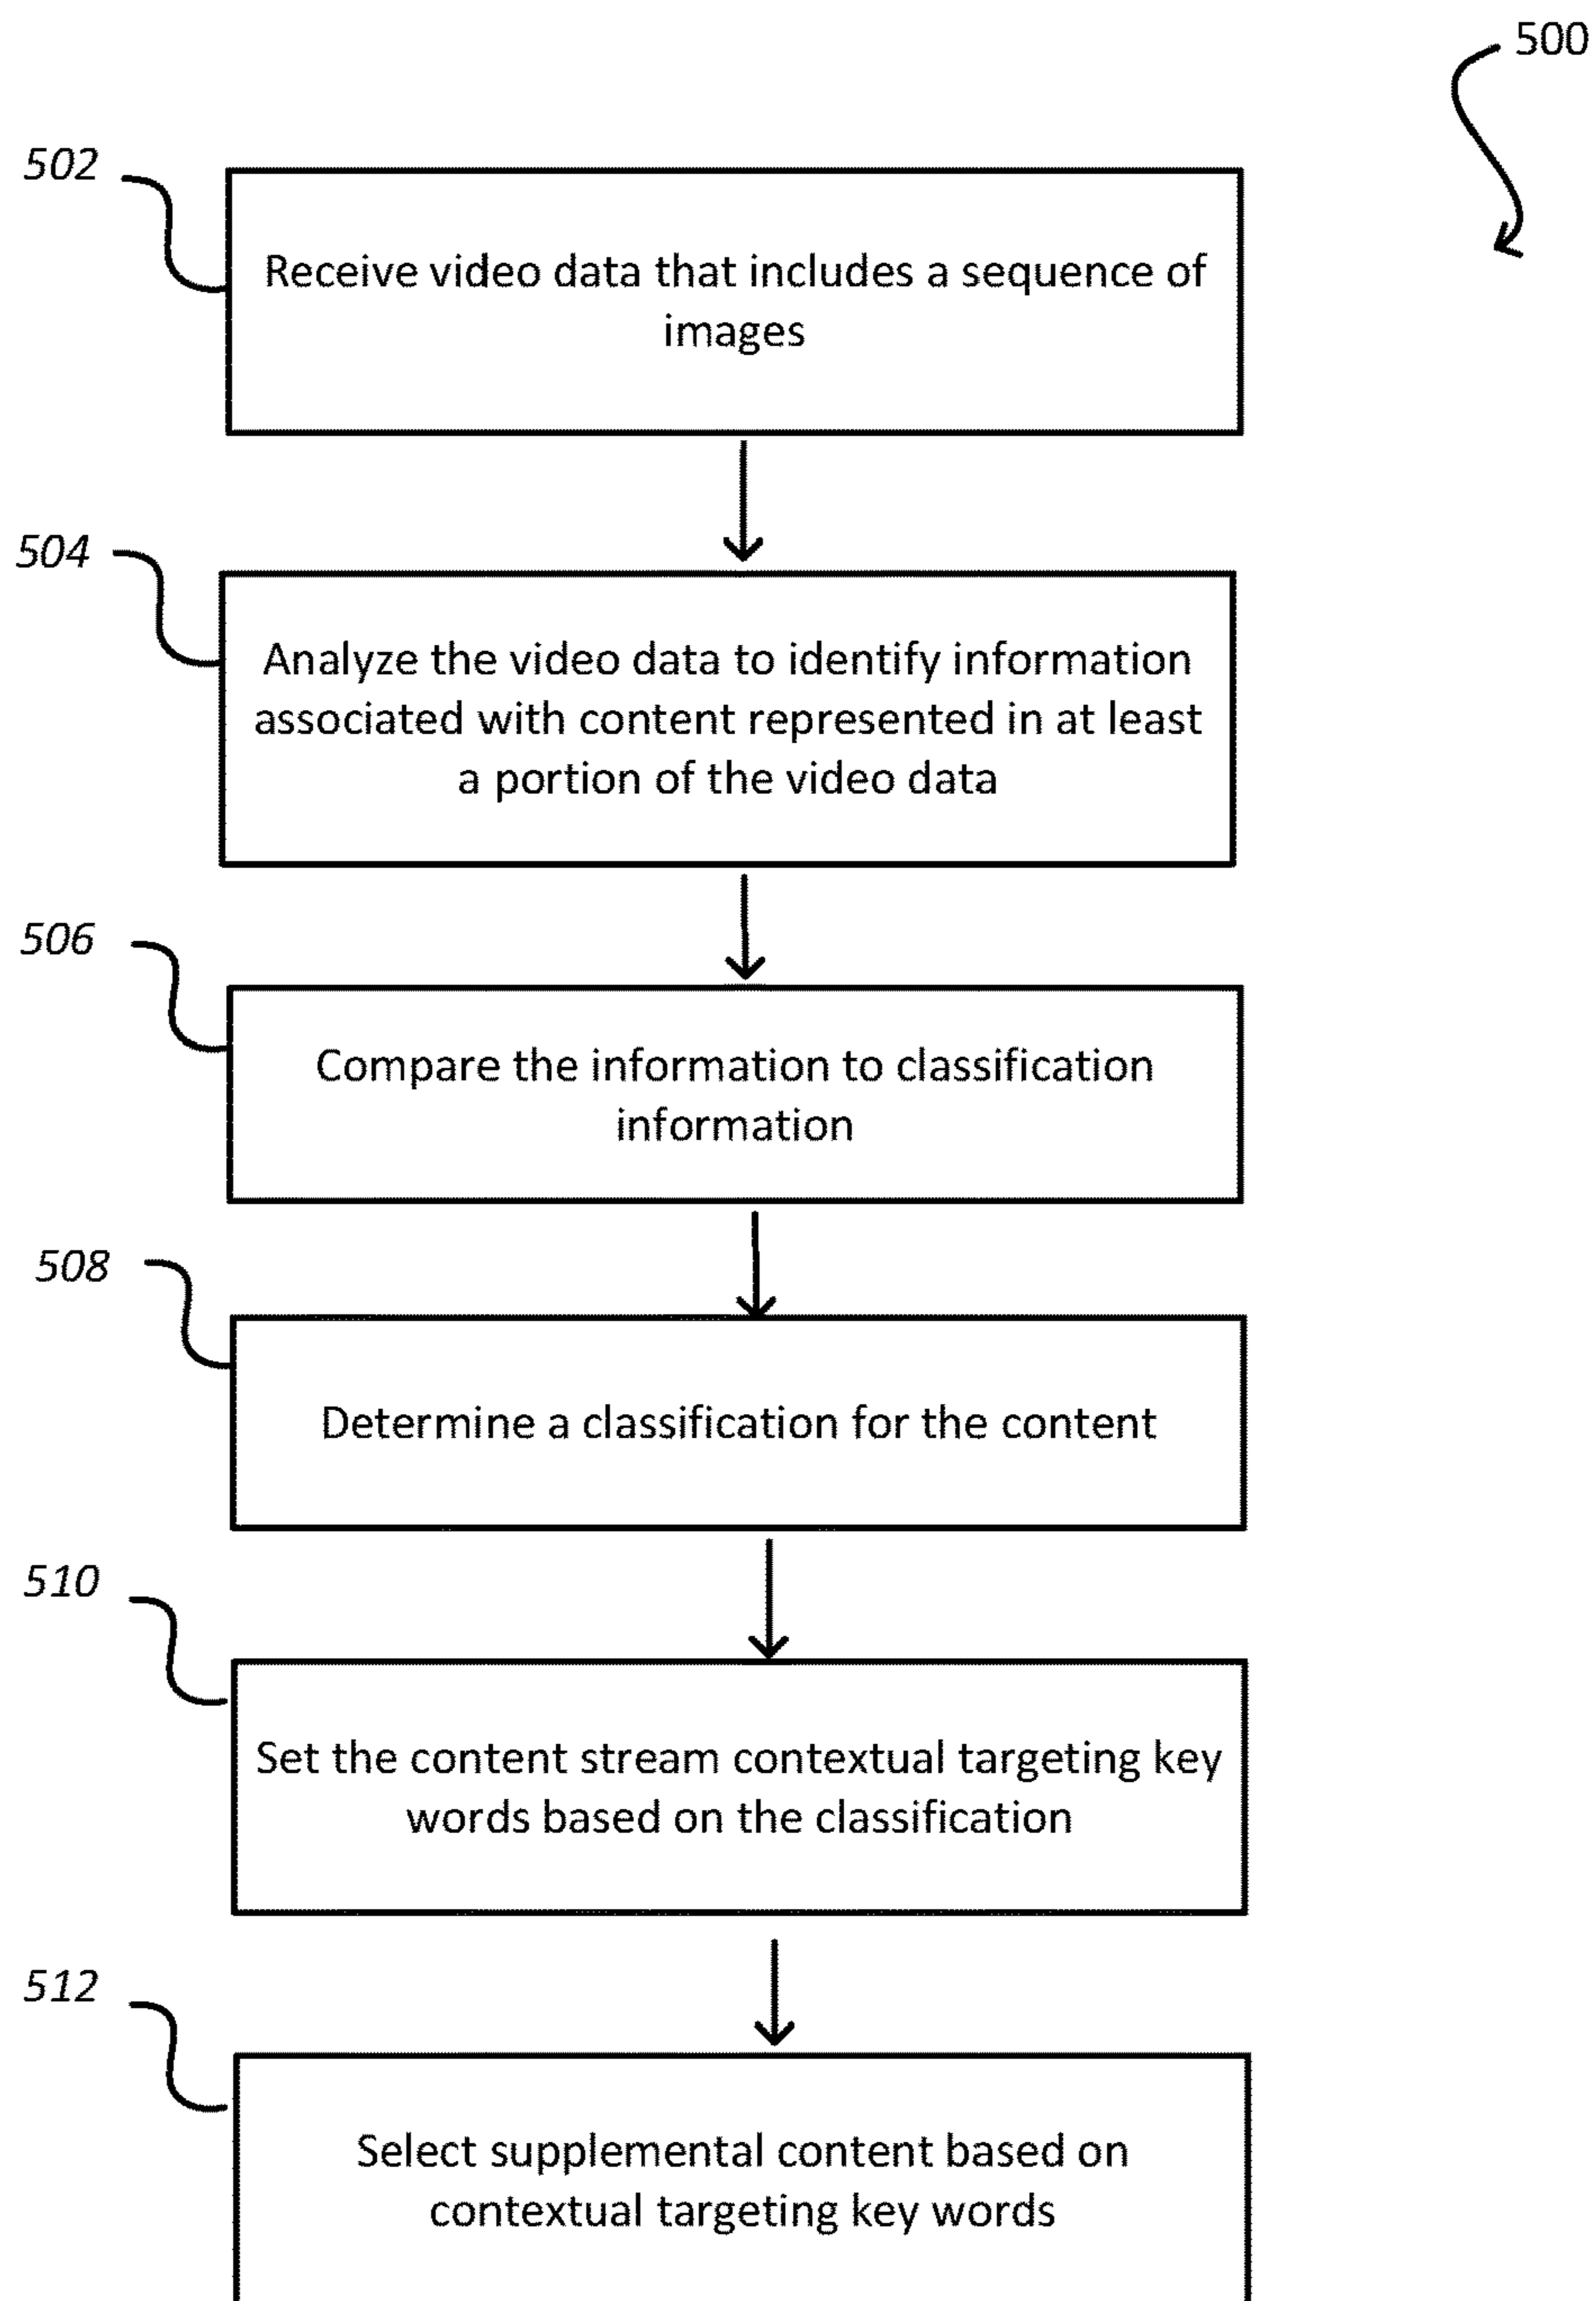 500
502
Receive video data that includes a sequence of
images
504
Analyze the video data to identify information
associated with content represented in at least
a portion of the video data
506
Compare the information to classification
information
508
Determine a classification for the content
510
Set the content stream contextual targeting key
words based on the classification
512
Select supplemental content based on
contextual targeting key words